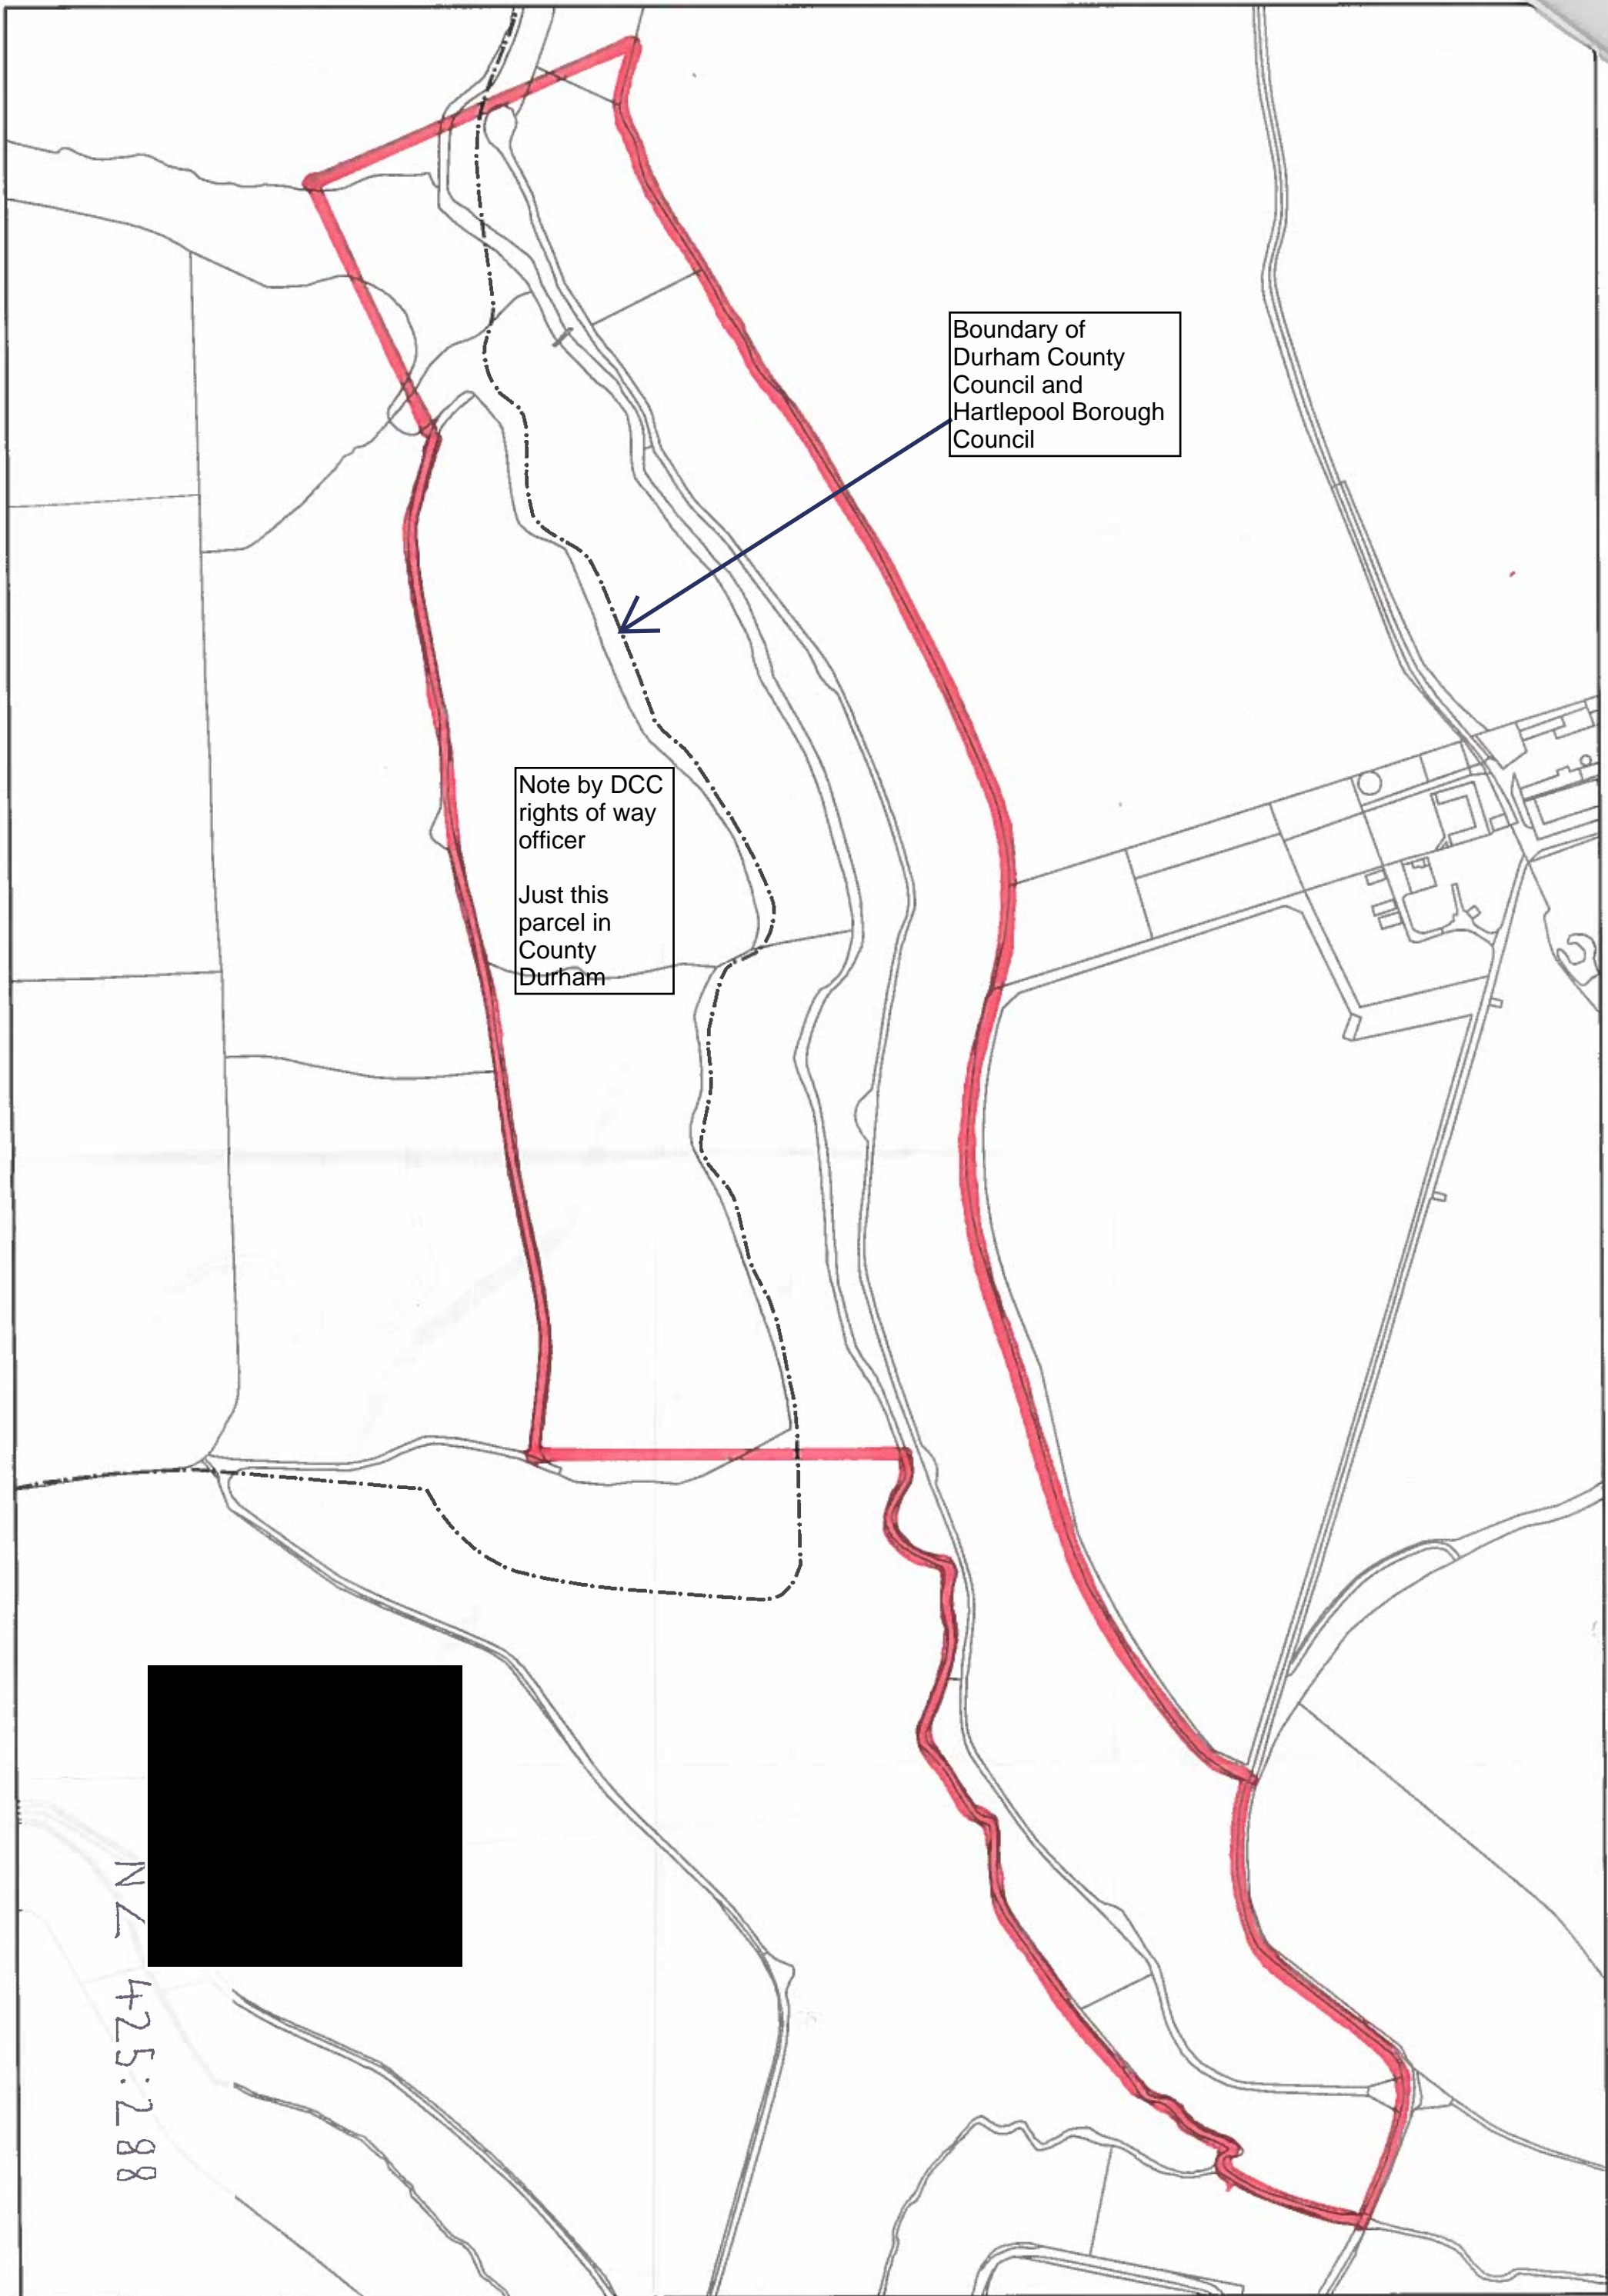 Boundary of
Durham County
Council and
Hartlepool Borough
Council
Note by DCC
rights of way
officer
Just this
parcel in
County
Durham
NZ 425:288